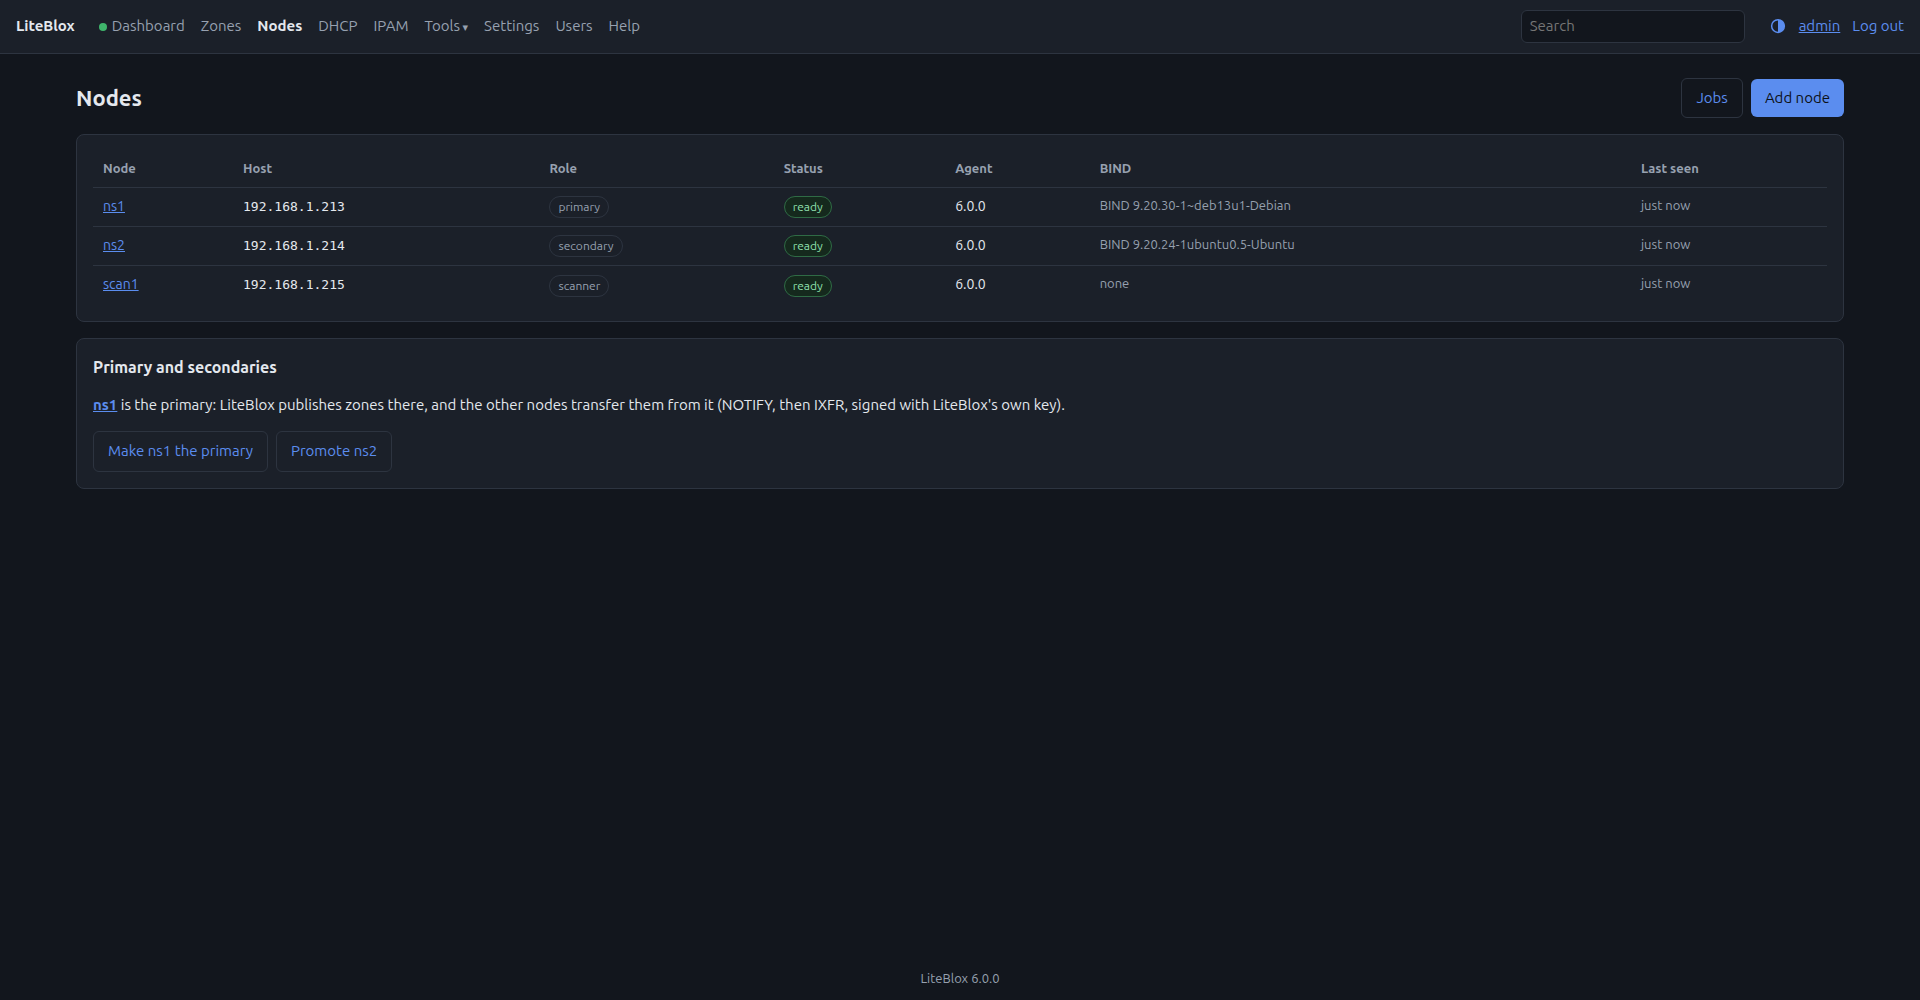 LiteBlox Dashboard Zones Nodes DHCP IPAM Tools▾ Settings Users Help Search admin Log out
Nodes Jobs Add node
Node Host Role Status Agent BIND Last seen
ns1 192.168.1.213 primary ready 6.0.0 BIND 9.20.30-1~deb13u1-Debian just now
ns2 192.168.1.214 secondary ready 6.0.0 BIND 9.20.24-1ubuntu0.5-Ubuntu just now
scan1 192.168.1.215 scanner ready 6.0.0 none just now
Primary and secondaries
ns1 is the primary: LiteBlox publishes zones there, and the other nodes transfer them from it (NOTIFY, then IXFR, signed with LiteBlox's own key).
Make ns1 the primary Promote ns2
LiteBlox 6.0.0